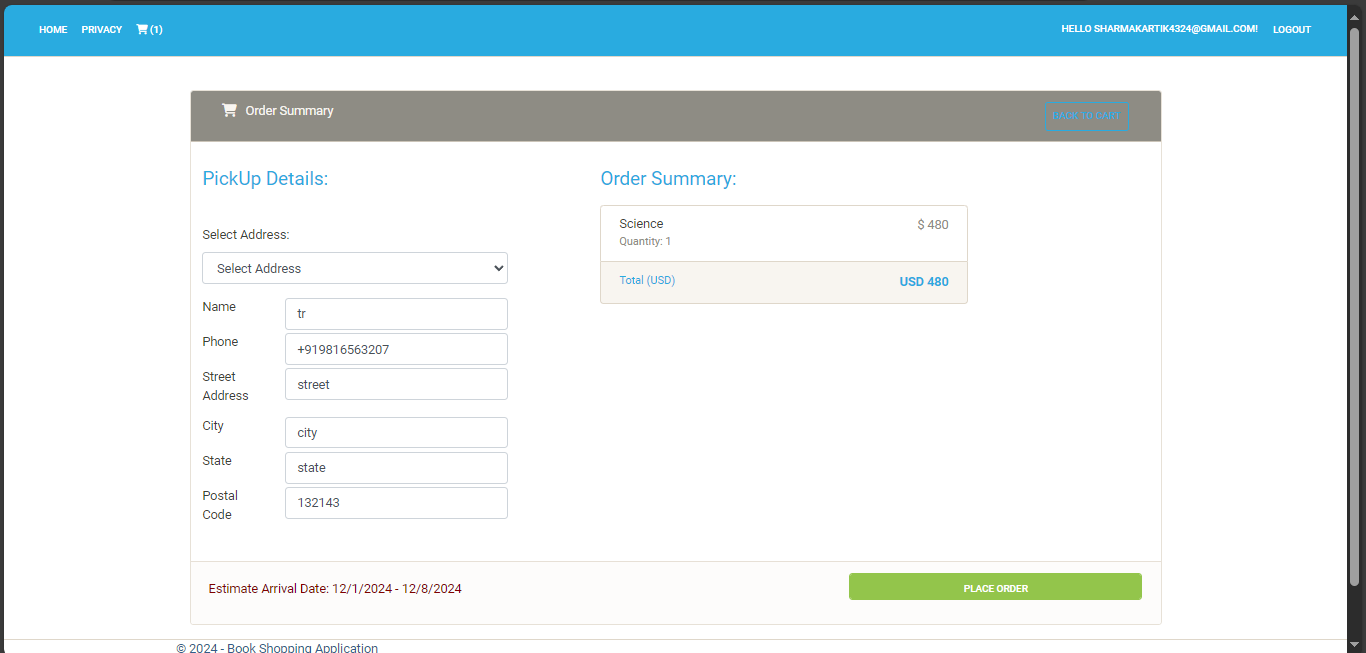 HOME PRIVACY (1) HELLO SHARMAKARTIK4324@GMAIL.COM! LOGOUT
Order Summary BACK TO CART
PickUp Details:
Select Address:
Select Address
Name tr
Phone +919816563207
Street Address street
City city
State state
Postal Code 132143
Order Summary:
Science $ 480
Quantity: 1
Total (USD) USD 480
Estimate Arrival Date: 12/1/2024 - 12/8/2024 PLACE ORDER
© 2024 - Book Shopping Application